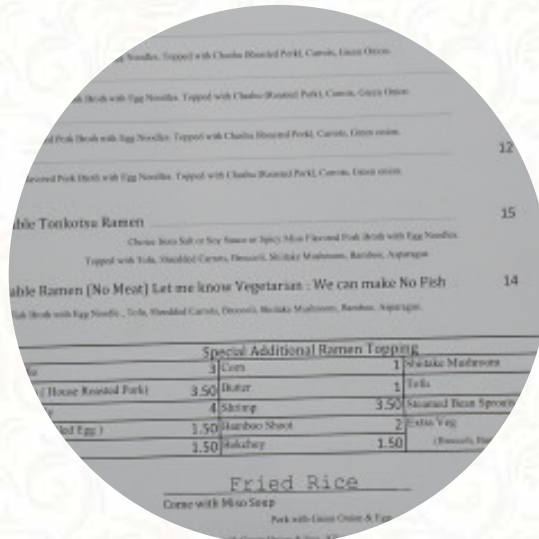 Noodles. Topped with Chashu (Roasted Pork), Carrots, Green Onion.
Broth with Egg Noodles. Topped with Chashu (Roasted Pork), Carrots, Green Onion.
Pork Broth with Egg Noodles. Topped with Chashu (Roasted Pork), Carrots, Green onion.
12
Pork Broth with Egg Noodles. Topped with Chashu (Roasted Pork), Carrots, Green onion.
ble Tonkotsu Ramen 15
Choice from Salt or Soy Sauce or Spicy Miso Flavored Pork Broth with Egg Noodles.
Topped with Tofu, Shredded Carrots, Broccoli, Shiitake Mushroom, Bamboo, Asparagus
able Ramen (No Meat) Let me know Vegetarian : We can make No Fish 14
Broth with Egg Noodle , Tofu, Shredded Carrots, Broccoli, Shiitake Mushroom, Bamboo, Asparagus.
Special Additional Ramen Topping
3 Corn 1 Shiitake Mushroom
( House Roasted Pork) 3.50 Butter 1 Tofu
4 Shrimp 3.50 Steamed Bean Sprouts
Egg ) 1.50 Bamboo Shoot 2 Extra Veg
1.50 1.50
Fried Rice
Come with Miso Soup
Pork with Green Onion & Egg